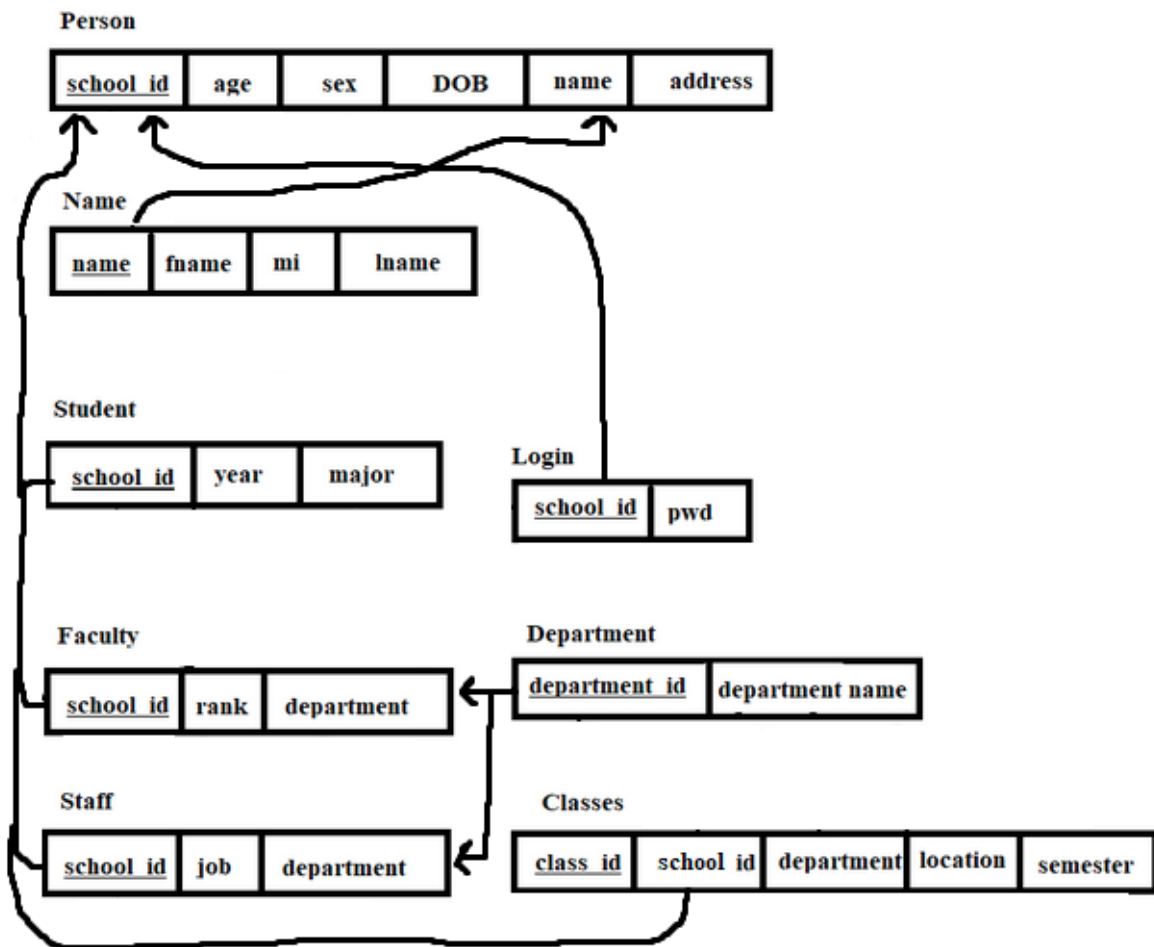 Person
school_id age sex DOB name address
Name
name fname mi lname
Student
school_id year major
Login
school_id pwd
Faculty
school_id rank department
Department
department_id department name
Staff
school_id job department
Classes
class_id school id department location semester